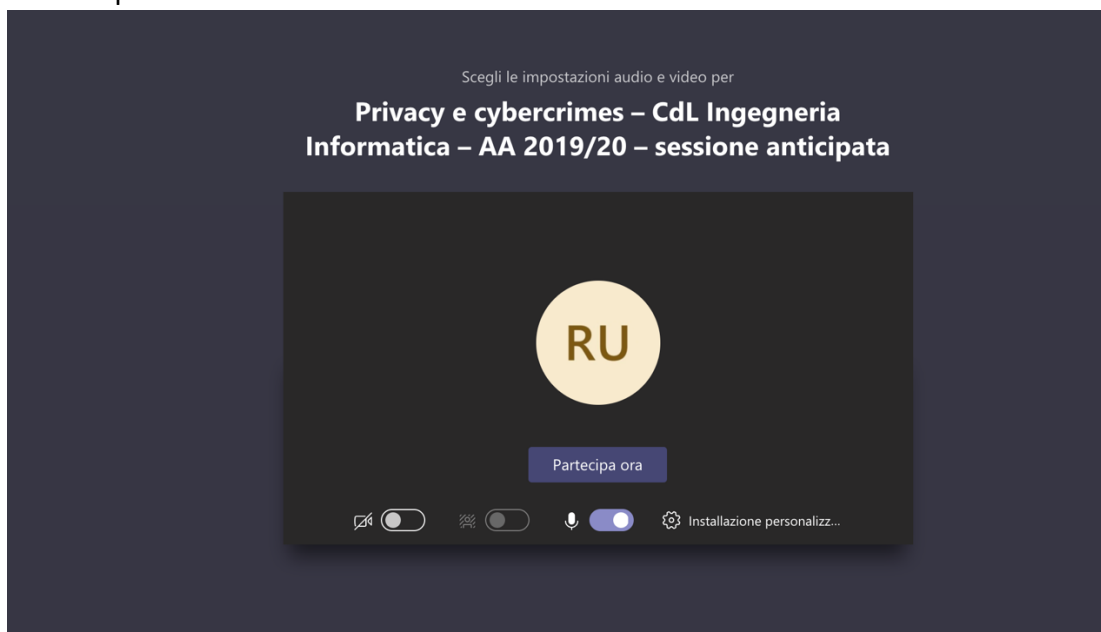 Scegli le impostazioni audio e video per
Privacy e cybercrimes – CdL Ingegneria
Informatica – AA 2019/20 – sessione anticipata
RU
Partecipa ora
Installazione personalizz...